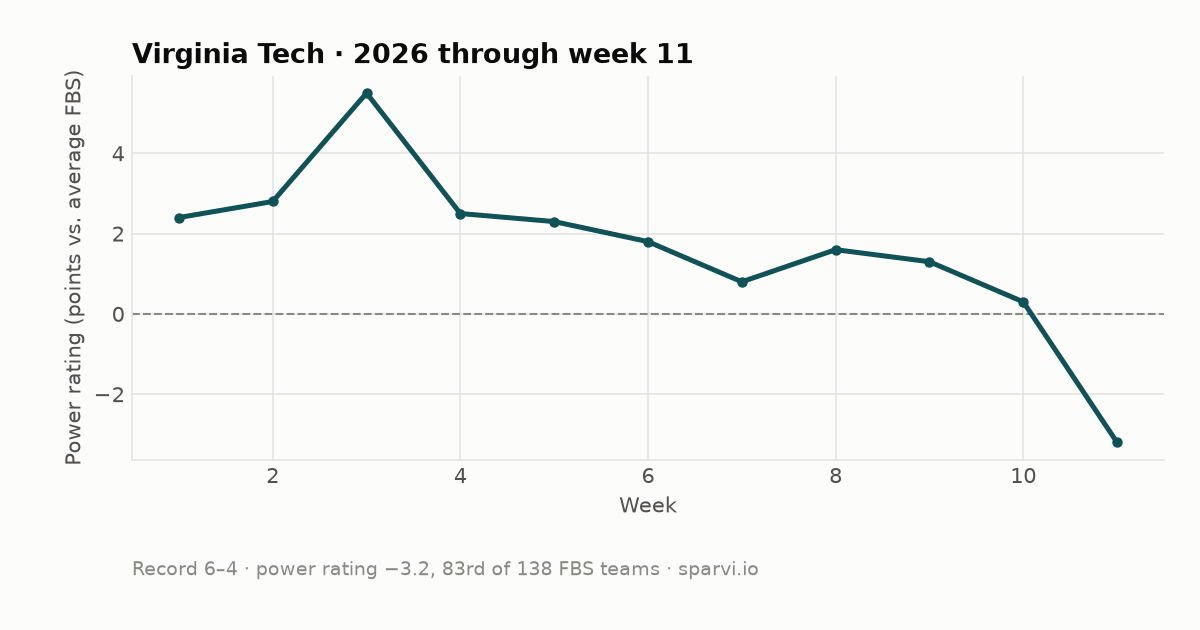 Virginia Tech · 2026 through week 11
Power rating (points vs. average FBS)
4
2
0
−2
2
4
6
8
10
Week
Record 6–4 · power rating −3.2, 83rd of 138 FBS teams · sparvi.io